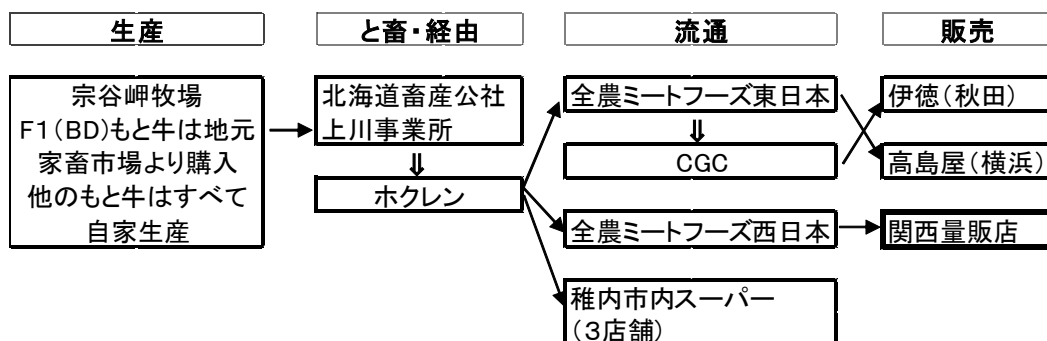 生産
と畜・経由
流通
販売
宗谷岬牧場
F1(BD)もと牛は地元
家畜市場より購入
他のもと牛はすべて
自家生産
北海道畜産公社
上川事業所
⇓
ホクレン
全農ミートフーズ東日本
⇓
CGC
全農ミートフーズ西日本
稚内市内スーパー
(3店舗)
伊徳(秋田)
高島屋(横浜)
関西量販店